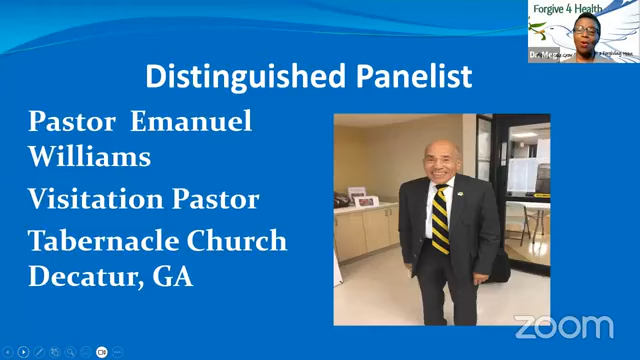 Forgive 4 Health
Distinguished Panelist
Pastor Emanuel
Williams
Visitation Pastor
Tabernacle Church
Decatur, GA
zoom